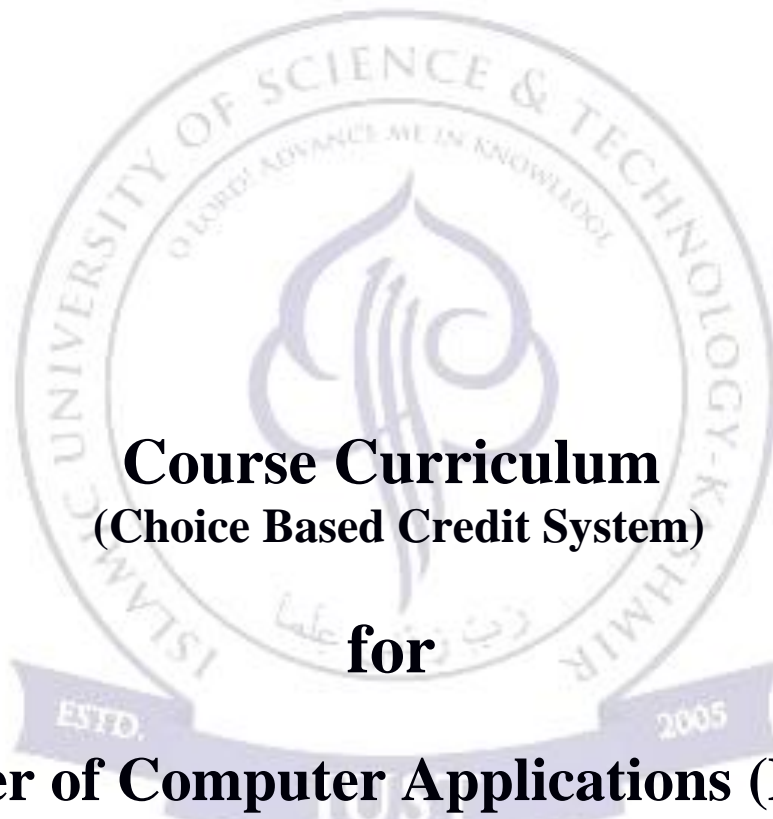 ISLAMIC UNIVERSITY OF SCIENCE & TECHNOLOGY-KASHMIR
O LORD! ADVANCE ME IN KNOWLEDGE
Course Curriculum
(Choice Based Credit System)
for
ESTD. 2005
er of Computer Applications (